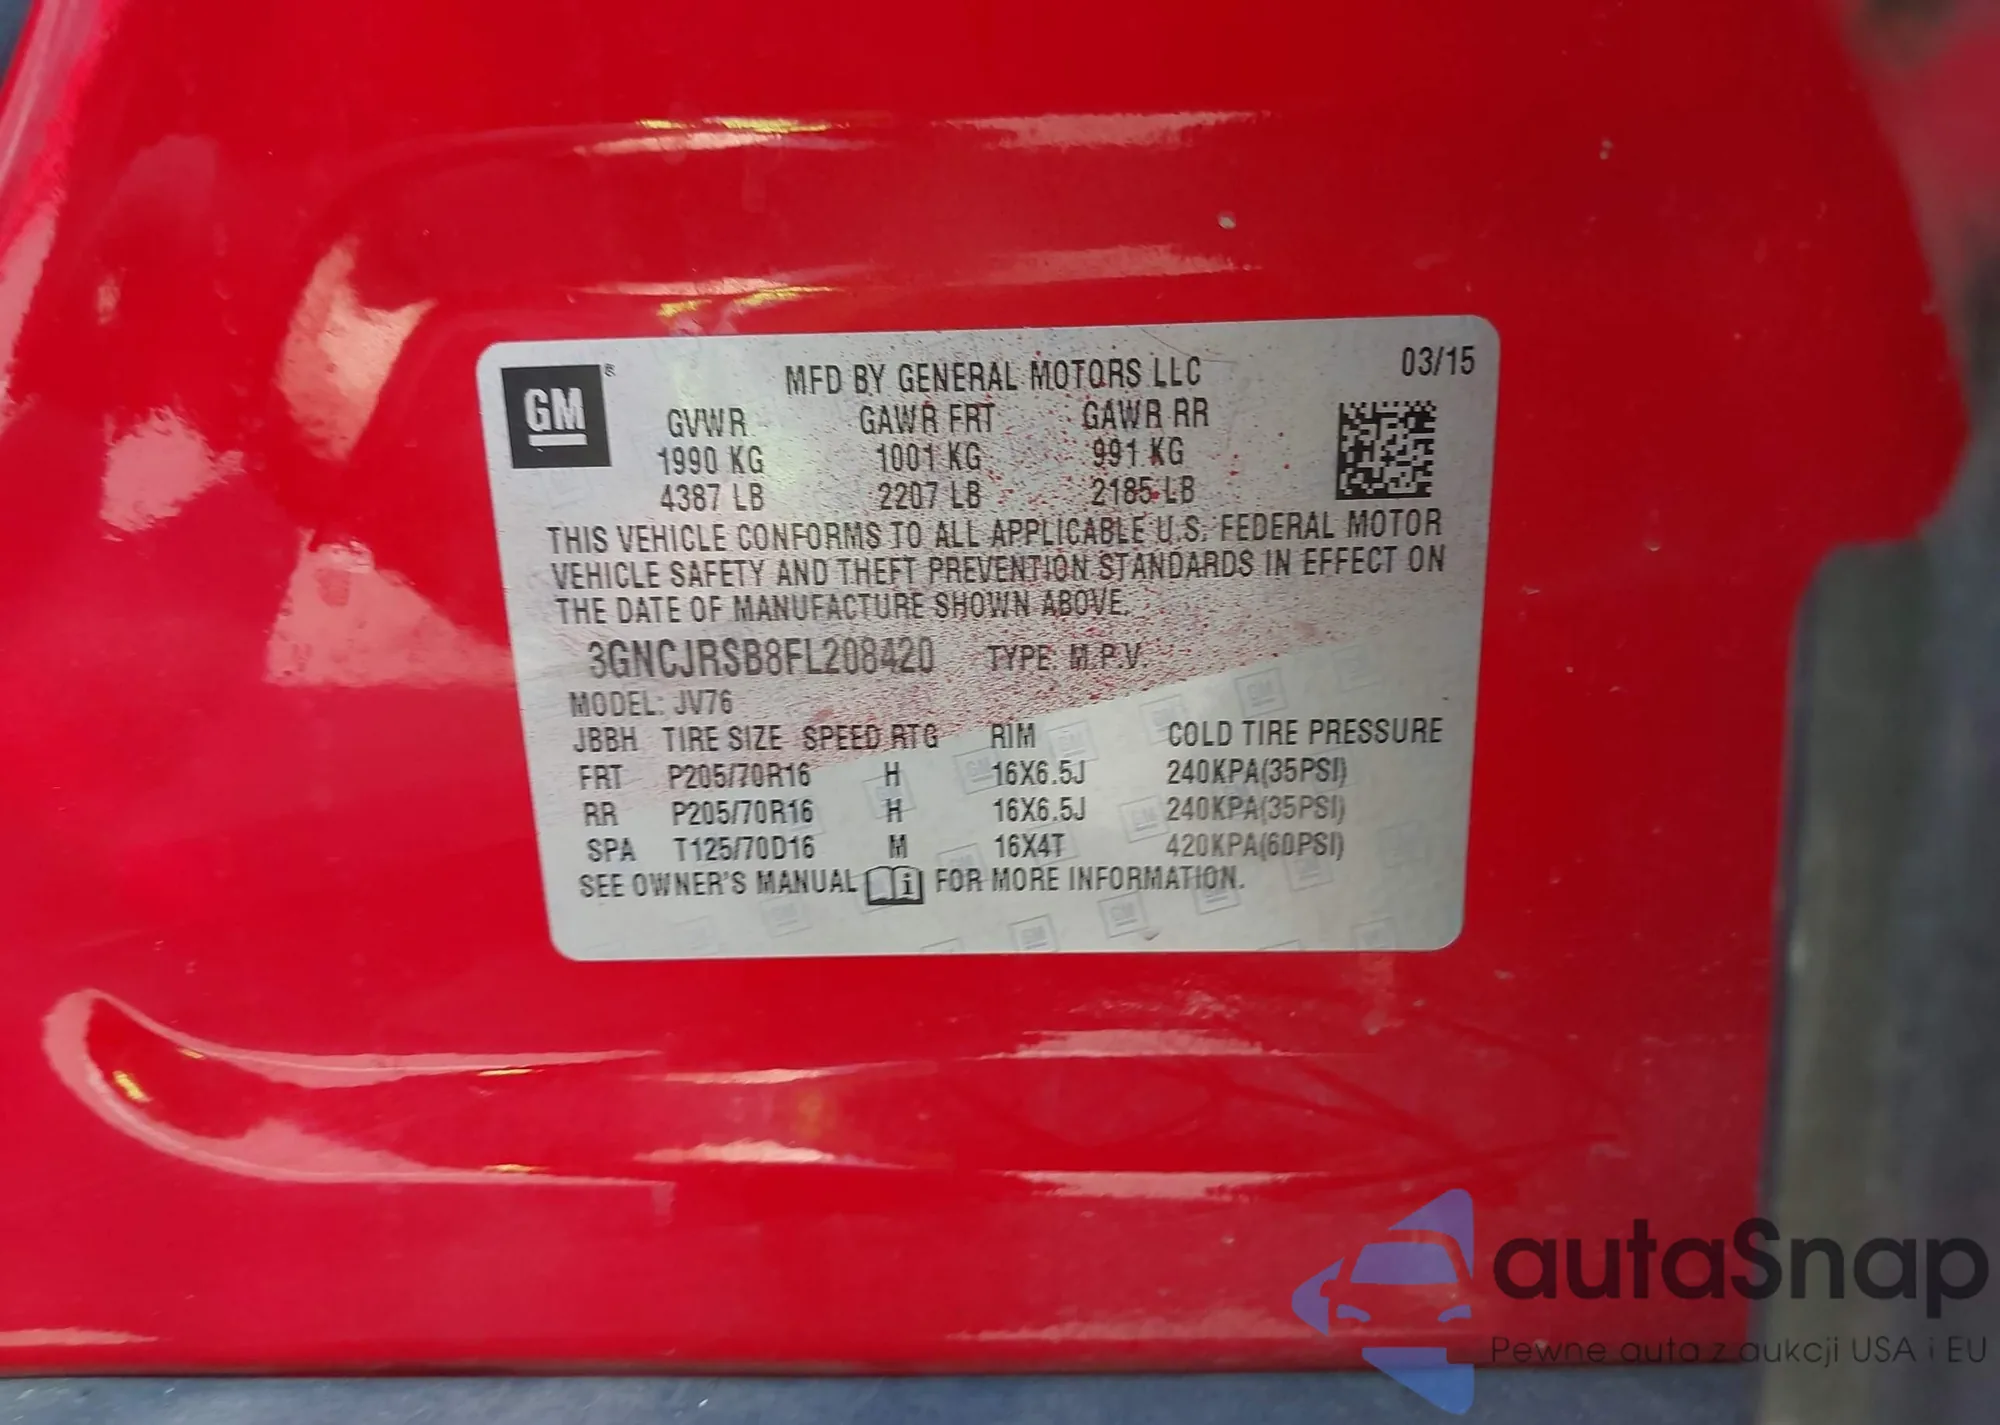 GM ®
MFD BY GENERAL MOTORS LLC 03/15
GVWR GAWR FRT GAWR RR
1990 KG 1001 KG 991 KG
4387 LB 2207 LB 2185 LB
THIS VEHICLE CONFORMS TO ALL APPLICABLE U.S. FEDERAL MOTOR
VEHICLE SAFETY AND THEFT PREVENTION STANDARDS IN EFFECT ON
THE DATE OF MANUFACTURE SHOWN ABOVE.
3GNCJRSB8FL208420 TYPE: M.P.V.
MODEL: JV76
JBBH TIRE SIZE SPEED RTG RIM COLD TIRE PRESSURE
FRT P205/70R16 H 16X6.5J 240KPA(35PSI)
RR P205/70R16 H 16X6.5J 240KPA(35PSI)
SPA T125/70D16 M 16X4T 420KPA(60PSI)
SEE OWNER'S MANUAL i FOR MORE INFORMATION.
autaSnap
Pewne auta z aukcji USA i EU